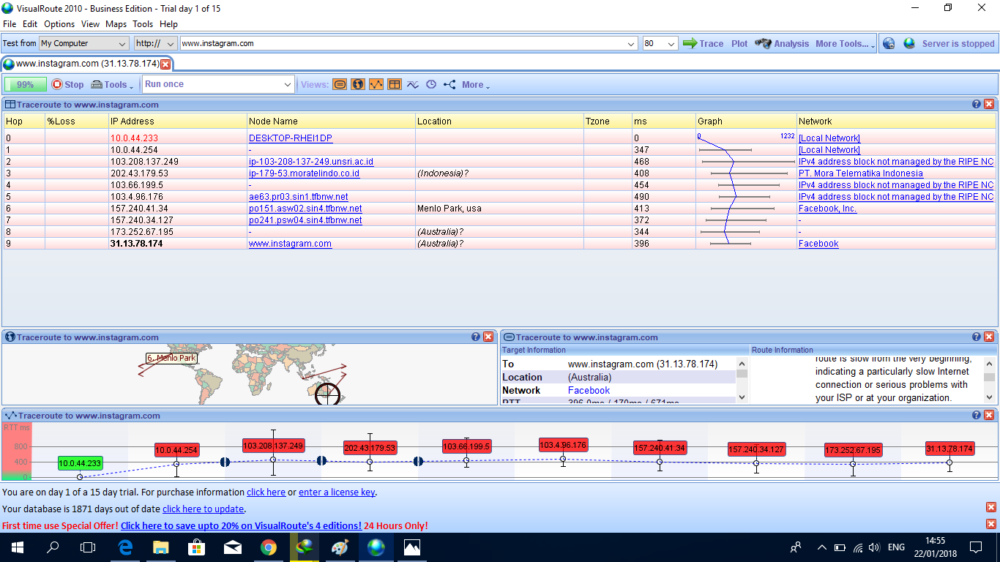 VisualRoute 2010 - Business Edition - Trial day 1 of 15
File Edit Options View Maps Tools Help
Test from My Computer http:// www.instagram.com 80 Trace Plot Analysis More Tools... Server is stopped
www.instagram.com (31.13.78.174)
99% Stop Tools Run once Views: More
Traceroute to www.instagram.com
Hop %Loss IP Address Node Name Location Tzone ms Graph Network
0 10.0.44.233 DESKTOP-RHEI1DP 0 0 1232 [Local Network]
1 10.0.44.254 - 347 [Local Network]
2 103.208.137.249 ip-103-208-137-249.unsri.ac.id 468 IPv4 address block not managed by the RIPE NC
3 202.43.179.53 ip-179-53.moratelindo.co.id (Indonesia)? 408 PT. Mora Telematika Indonesia
4 103.66.199.5 - 454 IPv4 address block not managed by the RIPE NC
5 103.4.96.176 ae63.pr03.sin1.tfbnw.net 490 IPv4 address block not managed by the RIPE NC
6 157.240.41.34 po151.asw02.sin4.tfbnw.net Menlo Park, usa 413 Facebook, Inc.
7 157.240.34.127 po241.psw04.sin4.tfbnw.net 372 -
8 173.252.67.195 - (Australia)? 344 -
9 31.13.78.174 www.instagram.com (Australia)? 396 Facebook
Traceroute to www.instagram.com
6. Menlo Park
Traceroute to www.instagram.com
Target Information
To www.instagram.com (31.13.78.174)
Location (Australia)
Network Facebook
RTT 396.0ms / 170ms / 671ms
Route Information
route is slow from the very beginning,
indicating a particularly slow Internet
connection or serious problems with
your ISP or at your organization.
Traceroute to www.instagram.com
RTT ms
800
400
0
10.0.44.233 10.0.44.254 103.208.137.249 202.43.179.53 103.66.199.5 103.4.96.176 157.240.41.34 157.240.34.127 173.252.67.195 31.13.78.174
You are on day 1 of a 15 day trial. For purchase information click here or enter a license key.
Your database is 1871 days out of date click here to update.
First time use Special Offer! Click here to save upto 20% on VisualRoute's 4 editions! 24 Hours Only!
ENG
14:55
22/01/2018